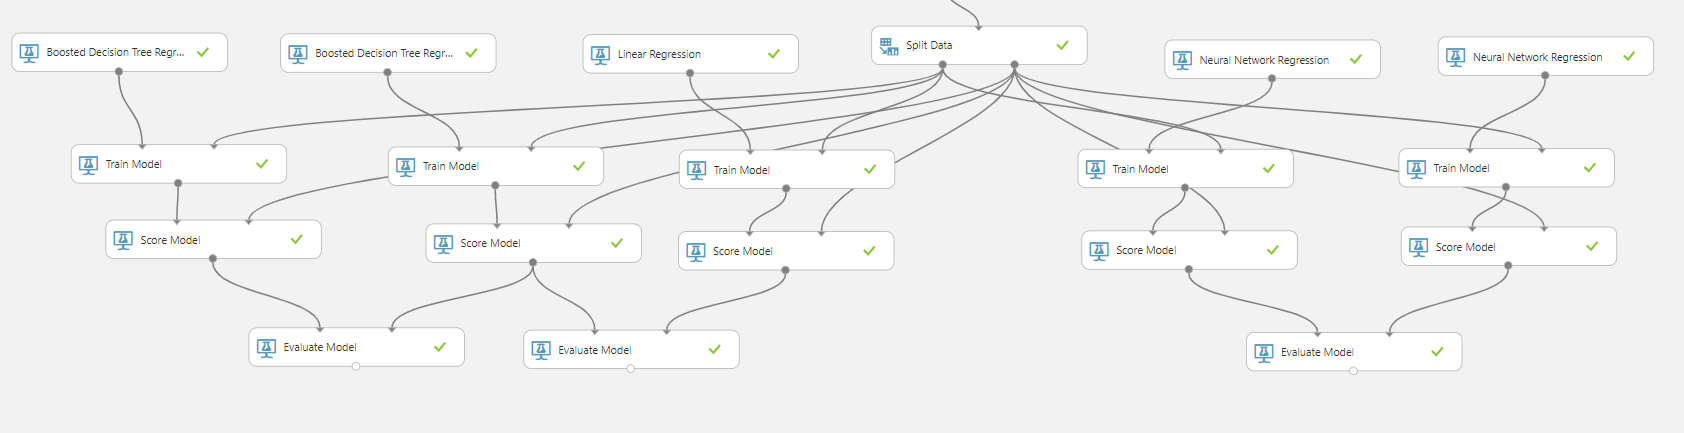 Boosted Decision Tree Regr...
Boosted Decision Tree Regr...
Linear Regression
Split Data
Neural Network Regression
Neural Network Regression
Train Model
Train Model
Train Model
Train Model
Train Model
Score Model
Score Model
Score Model
Score Model
Score Model
Evaluate Model
Evaluate Model
Evaluate Model